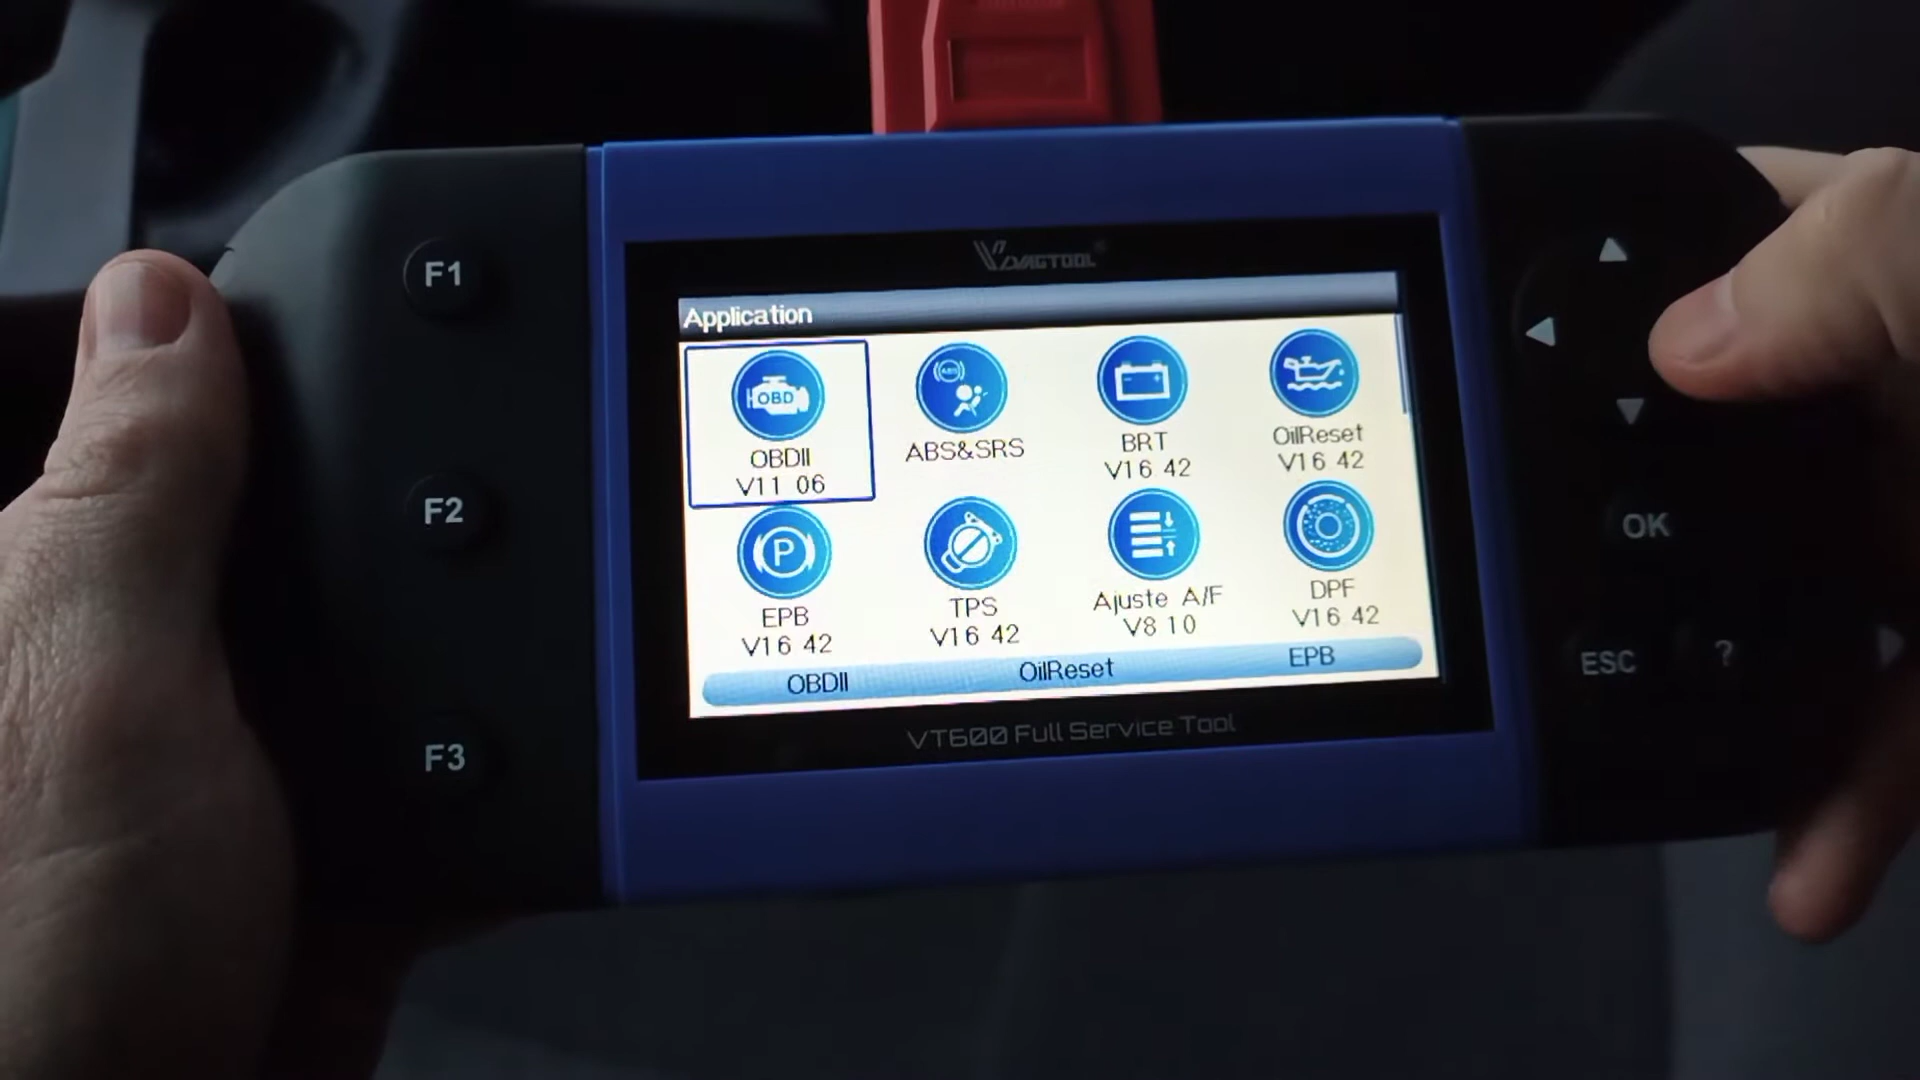 VDIAGTOOL
Application
OBD
OBDII
V11 06
ABS
ABS&SRS
BRT
V16 42
OilReset
V16 42
P
EPB
V16 42
TPS
V16 42
Ajuste A/F
V8 10
DPF
V16 42
OBDII OilReset EPB
VT600 Full Service Tool
F1
F2
F3
OK
ESC ?